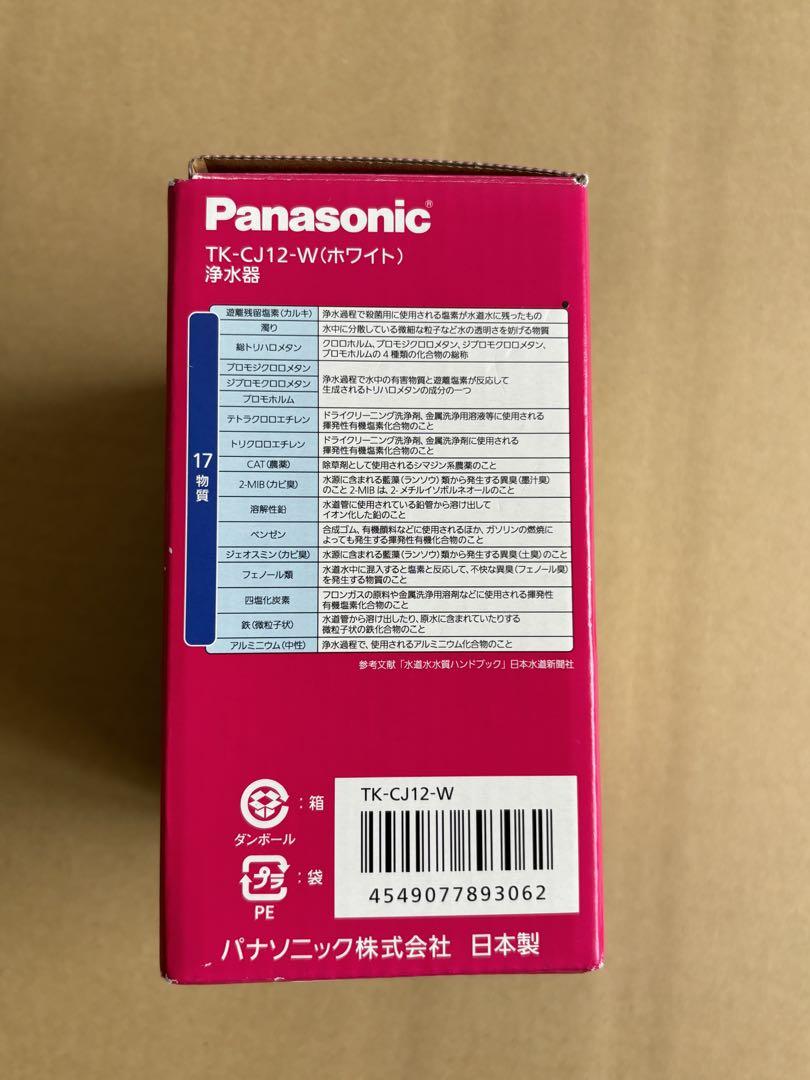 Panasonic®
TK-CJ12-W(ホワイト)
浄水器
17物質
遊離残留塩素(カルキ) 浄水過程で殺菌用に使用される塩素が水道水に残ったもの
濁り 水中に分散している微細な粒子など水の透明さを妨げる物質
総トリハロメタン クロロホルム、ブロモジクロロメタン、ジブロモクロロメタン、
ブロモホルムの4種類の化合物の総称
ブロモジクロロメタン
ジブロモクロロメタン 浄水過程で水中の有害物質と遊離塩素が反応して
生成されるトリハロメタンの成分の一つ
ブロモホルム
テトラクロロエチレン ドライクリーニング洗浄剤、金属洗浄用溶液等に使用される
揮発性有機塩素化合物のこと
トリクロロエチレン ドライクリーニング洗浄剤、金属洗浄剤に使用される
揮発性有機塩素化合物のこと
CAT(農薬) 除草剤として使用されるシマジン系農薬のこと
2-MIB(カビ臭) 水源に含まれる藍藻(ランソウ)類から発生する異臭(墨汁臭)
のこと 2-MIBは、2-メチルイソボルネオールのこと
溶解性鉛 水道管に使用されている鉛管から溶け出して
イオン化した鉛のこと
ベンゼン 合成ゴム、有機顔料などに使用されるほか、ガソリンの燃焼に
よっても発生する揮発性有機化合物のこと
ジェオスミン(カビ臭) 水源に含まれる藍藻(ランソウ)類から発生する異臭(土臭)のこと
フェノール類 水道水中に混入すると塩素と反応して、不快な異臭(フェノール臭)
を発生する物質のこと
四塩化炭素 フロンガスの原料や金属洗浄用溶剤などに使用される揮発性
有機塩素化合物のこと
鉄(微粒子状) 水道管から溶け出したり、原水に含まれていたりする
微粒子状の鉄化合物のこと
アルミニウム(中性) 浄水過程で、使用されるアルミニウム化合物のこと
参考文献「水道水水質ハンドブック」日本水道新聞社
:箱
ダンボール
プラ :袋
PE
TK-CJ12-W
4549077893062
パナソニック株式会社 日本製